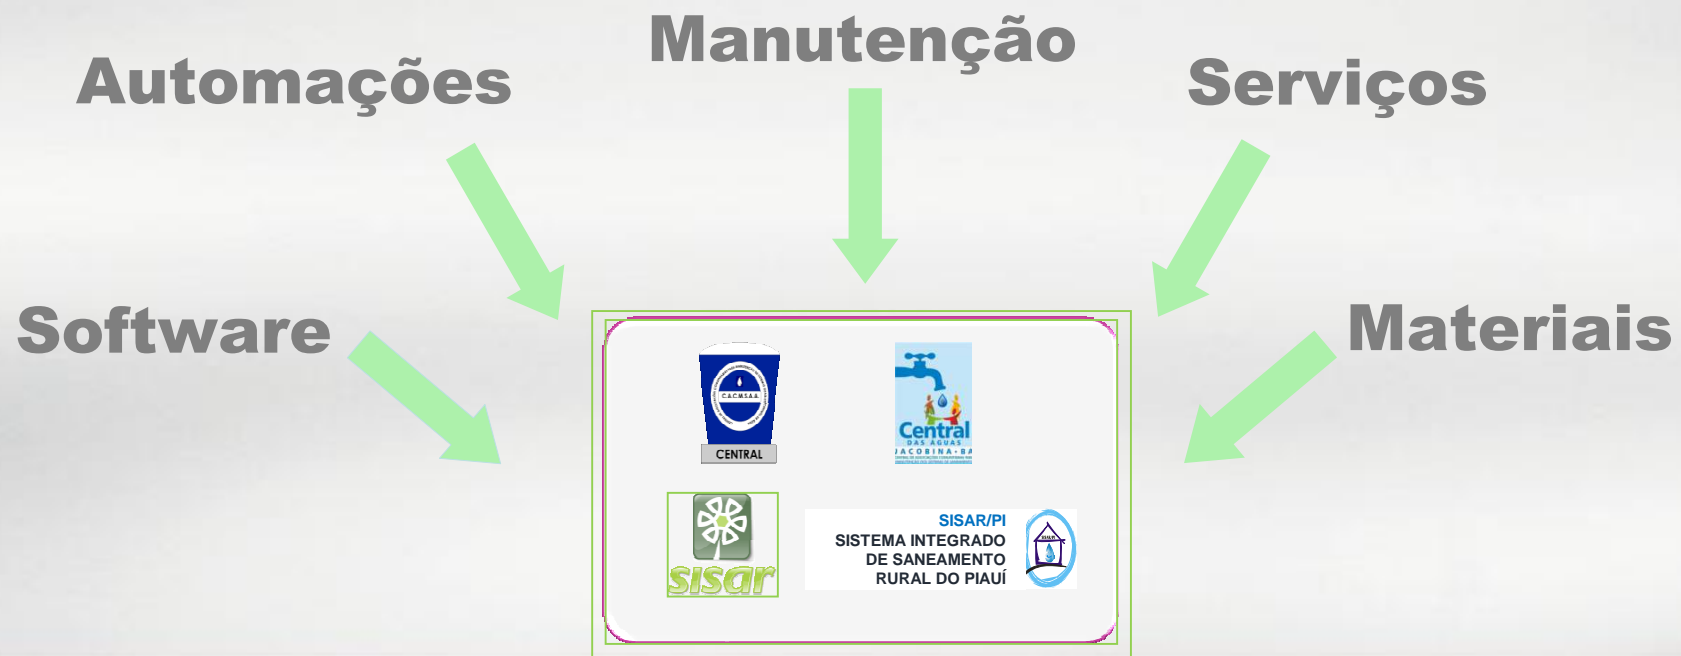 Manutenção
Automações
Serviços
Software
Materiais
C.A.C.M.S.A.A.
CENTRAL
Central
DAS ÁGUAS
JACOBINA-BA
sisar
SISAR/PI
SISTEMA INTEGRADO
DE SANEAMENTO
RURAL DO PIAUÍ